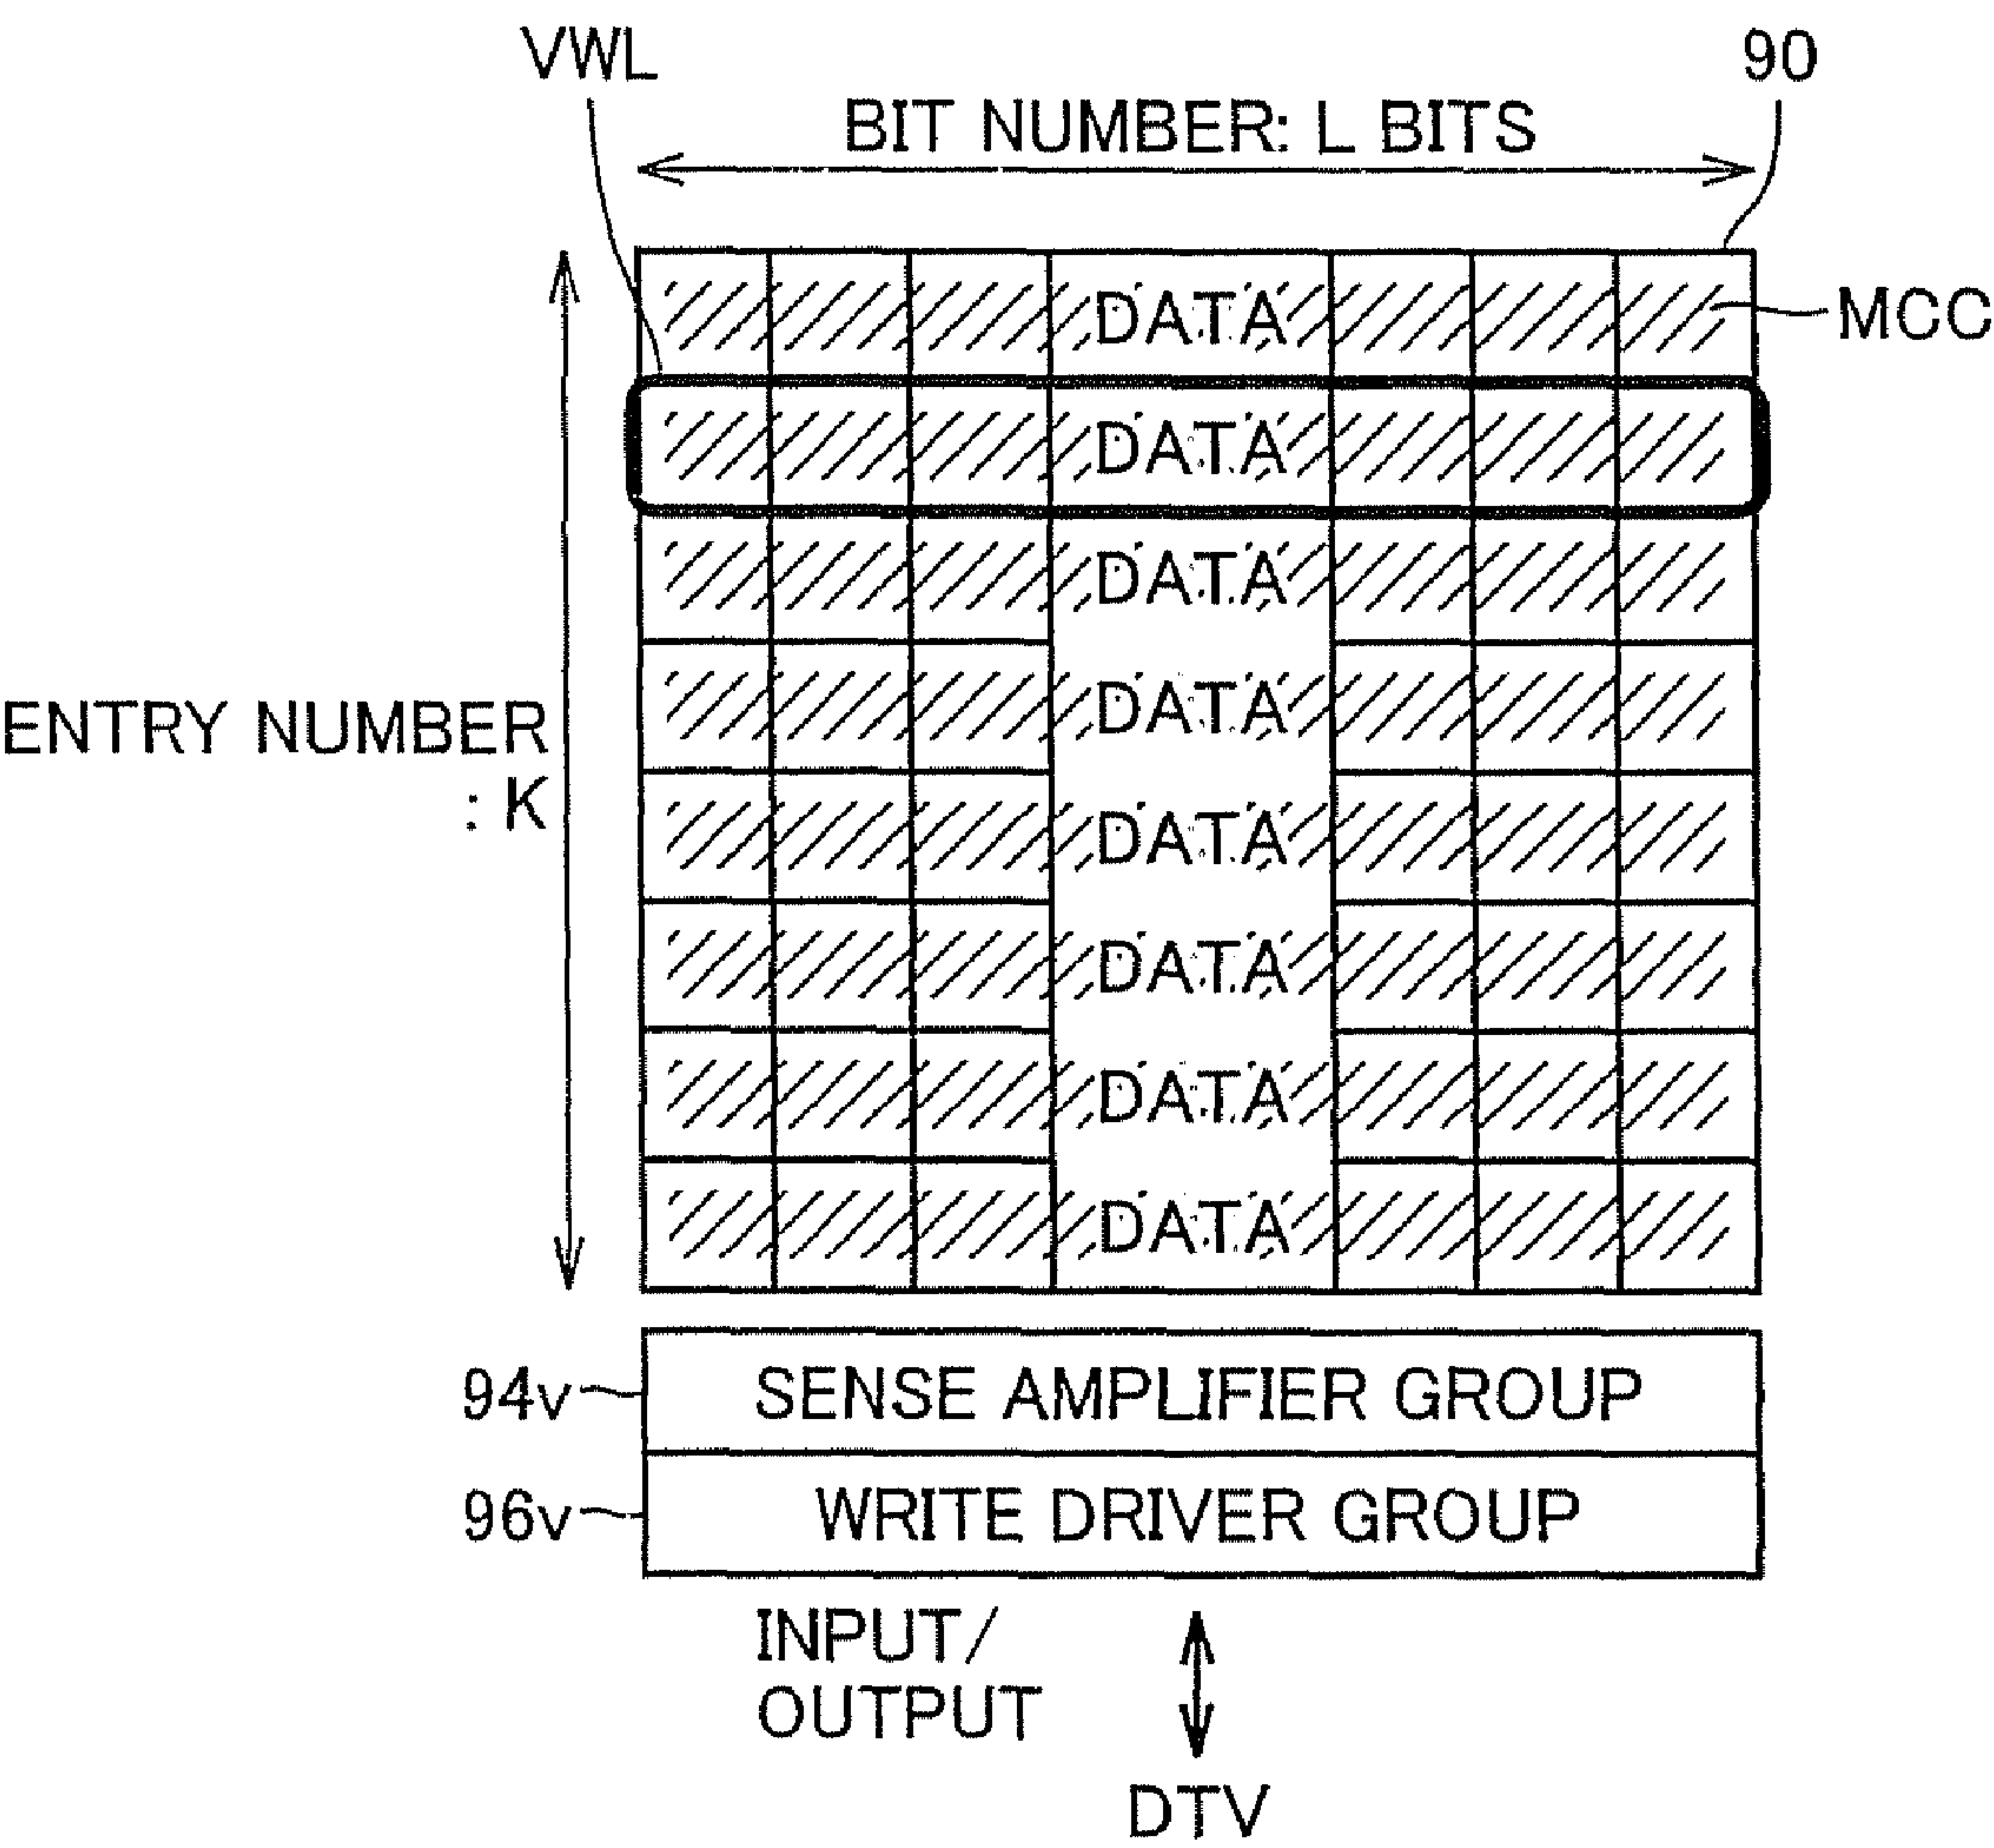 VWL
90
BIT NUMBER: L BITS
DATA
MCC
DATA
DATA
DATA
DATA
DATA
DATA
DATA
ENTRY NUMBER
: K
94v
SENSE AMPLIFIER GROUP
96v
WRITE DRIVER GROUP
INPUT/
OUTPUT
DTV